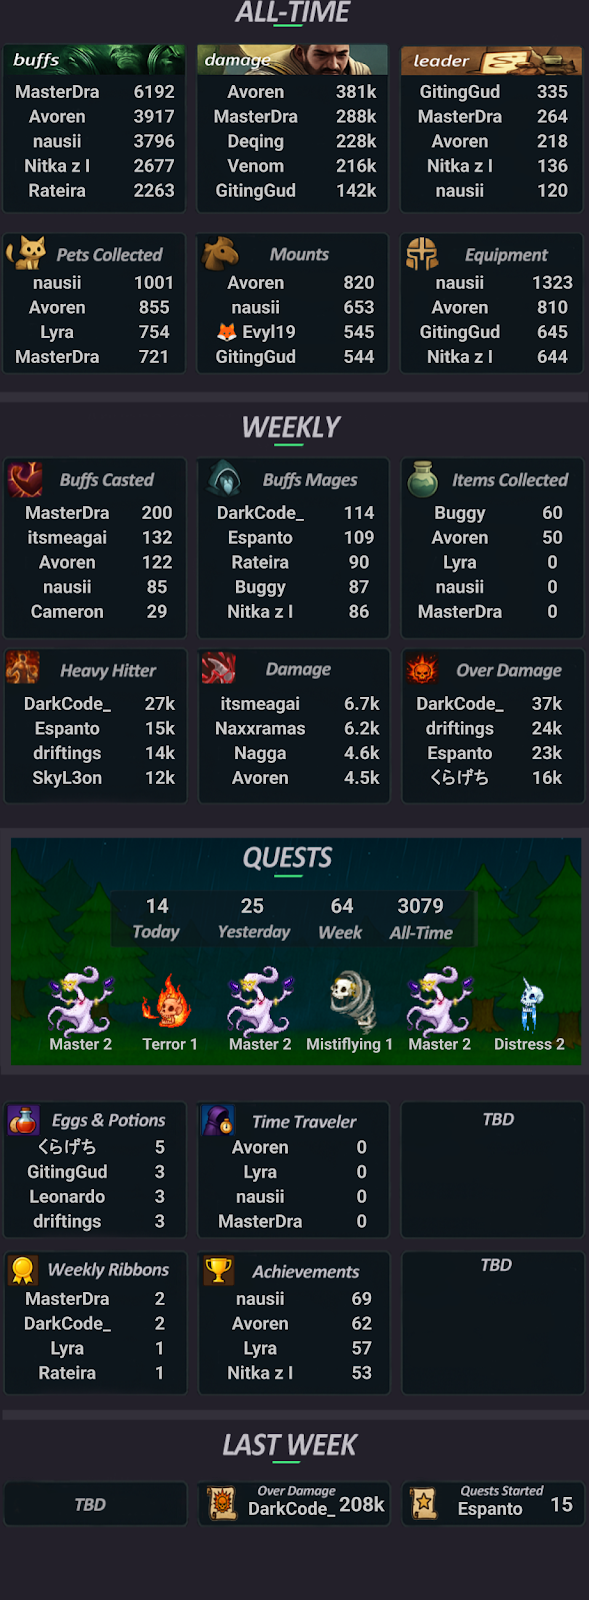 ALL-TIME
buffs damage leader
MasterDra 6192 Avoren 381k GitingGud 335
Avoren 3917 MasterDra 288k MasterDra 264
nausii 3796 Deqing 228k Avoren 218
Nitka z l 2677 Venom 216k Nitka z l 136
Rateira 2263 GitingGud 142k nausii 120
Pets Collected Mounts Equipment
nausii 1001 Avoren 820 nausii 1323
Avoren 855 nausii 653 Avoren 810
Lyra 754 🦊 Evyl19 545 GitingGud 645
MasterDra 721 GitingGud 544 Nitka z l 644
WEEKLY
Buffs Casted Buffs Mages Items Collected
MasterDra 200 DarkCode_ 114 Buggy 60
itsmeagai 132 Espanto 109 Avoren 50
Avoren 122 Rateira 90 Lyra 0
nausii 85 Buggy 87 nausii 0
Cameron 29 Nitka z l 86 MasterDra 0
Heavy Hitter Damage Over Damage
DarkCode_ 27k itsmeagai 6.7k DarkCode_ 37k
Espanto 15k Naxxramas 6.2k driftings 24k
driftings 14k Nagga 4.6k Espanto 23k
SkyL3on 12k Avoren 4.5k くらげち 16k
QUESTS
14 25 64 3079
Today Yesterday Week All-Time
Master 2 Terror 1 Master 2 Mistiflying 1 Master 2 Distress 2
Eggs & Potions Time Traveler TBD
くらげち 5 Avoren 0
GitingGud 3 Lyra 0
Leonardo 3 nausii 0
driftings 3 MasterDra 0
Weekly Ribbons Achievements TBD
MasterDra 2 nausii 69
DarkCode_ 2 Avoren 62
Lyra 1 Lyra 57
Rateira 1 Nitka z l 53
LAST WEEK
TBD Over Damage Quests Started
DarkCode_ 208k Espanto 15